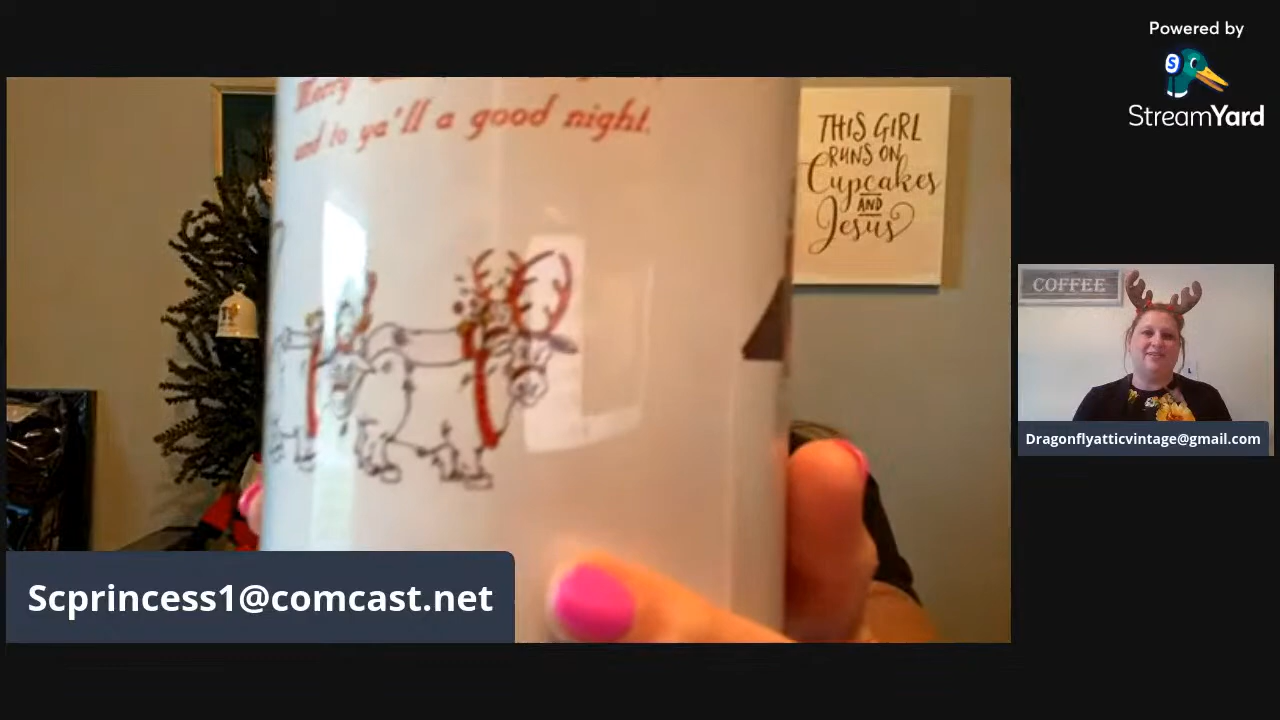 Powered by
StreamYard
Merry
and to ya'll a good night.
THIS GIRL
RUNS ON
Cupcakes
AND
Jesus
COFFEE
Dragonflyatticvintage@gmail.com
Scprincess1@comcast.net